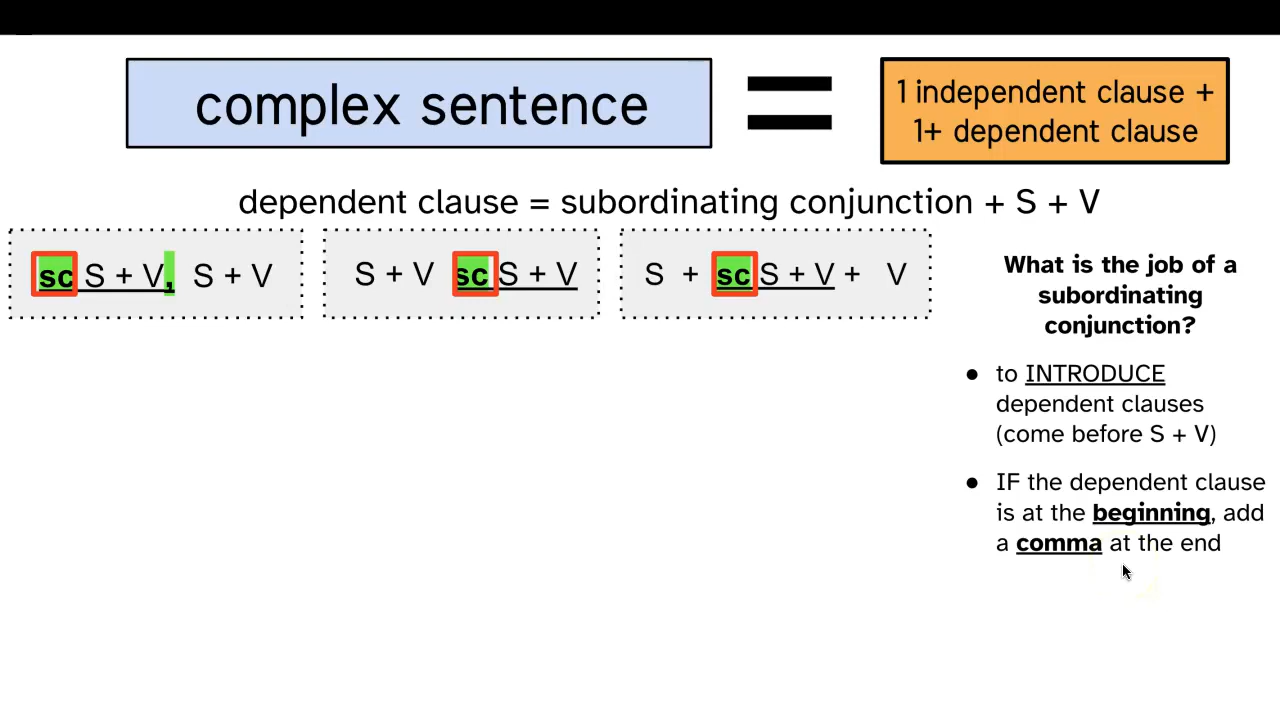 complex sentence
=
1 independent clause +
1+ dependent clause
dependent clause = subordinating conjunction + S + V
sc S + V, S + V
S + V sc S + V
S + sc S + V + V
What is the job of a
subordinating
conjunction?
● to INTRODUCE
dependent clauses
(come before S + V)
● IF the dependent clause
is at the beginning, add
a comma at the end